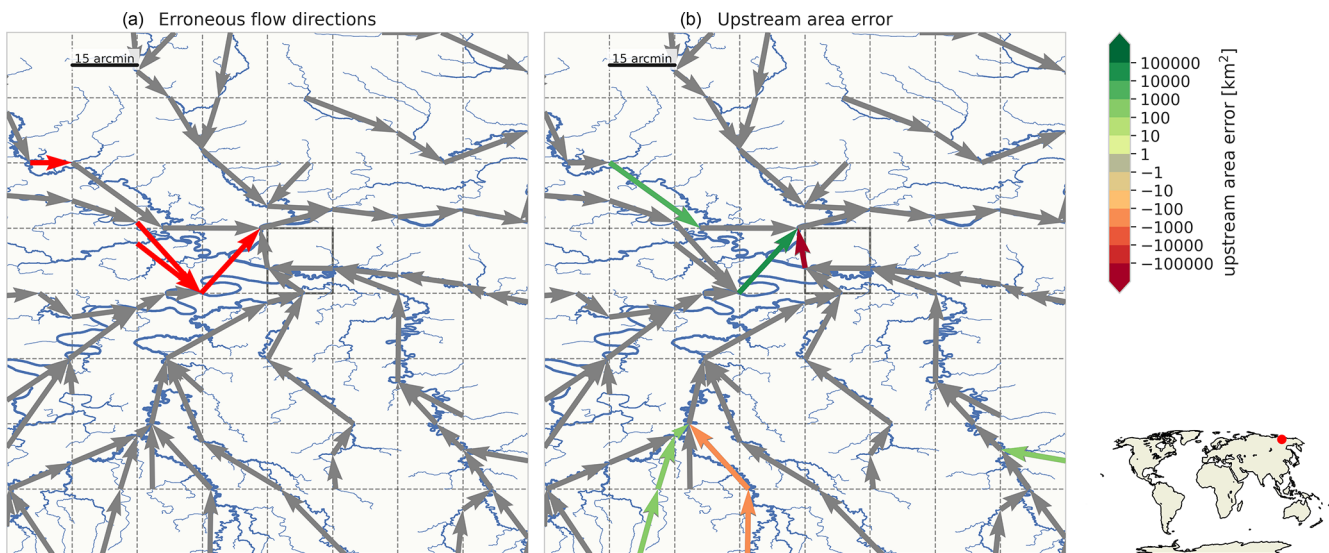 (a) Erroneous flow directions
(b) Upstream area error
15 arcmin
15 arcmin
100000
10000
1000
100
10
1
−1
−10
−100
−1000
−10000
−100000
upstream area error [km²]